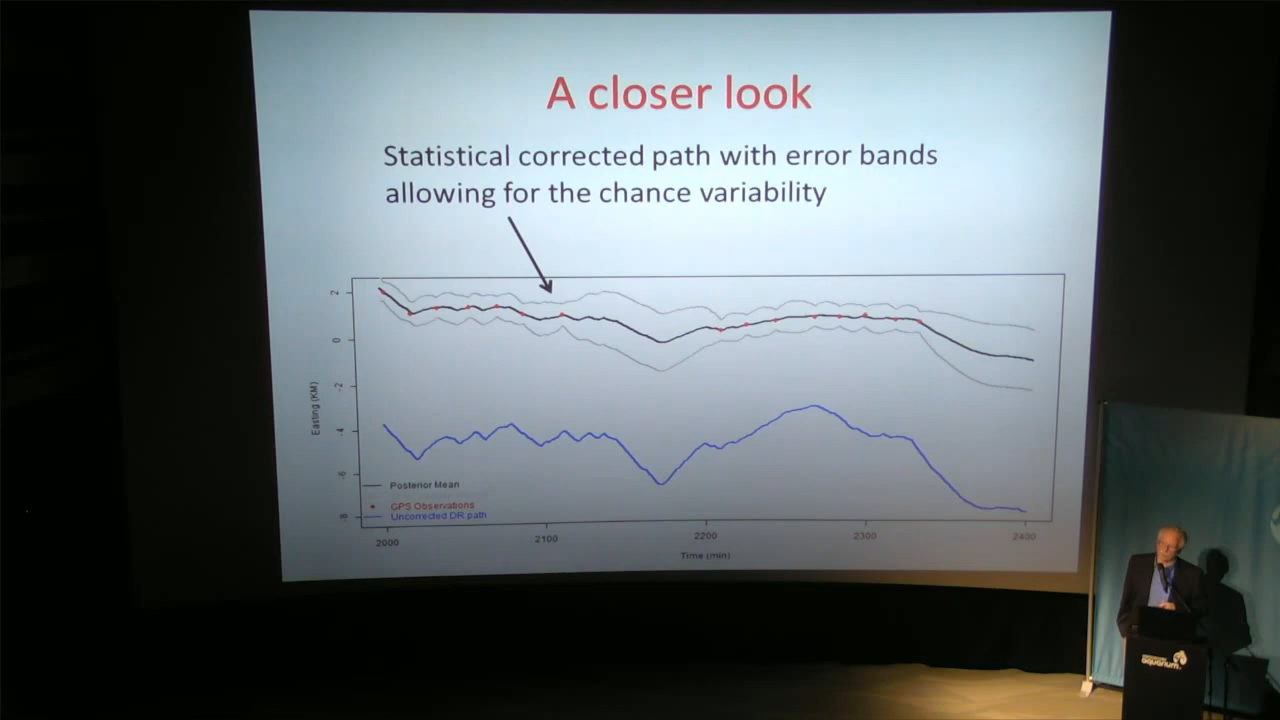 A closer look
Statistical corrected path with error bands
allowing for the chance variability
2
0
-2
-4
-6
-8
Easting (KM)
Posterior Mean
GPS Observations
Uncorrected DR path
2000
2100
2200
2300
2400
Time (min)
aquarium